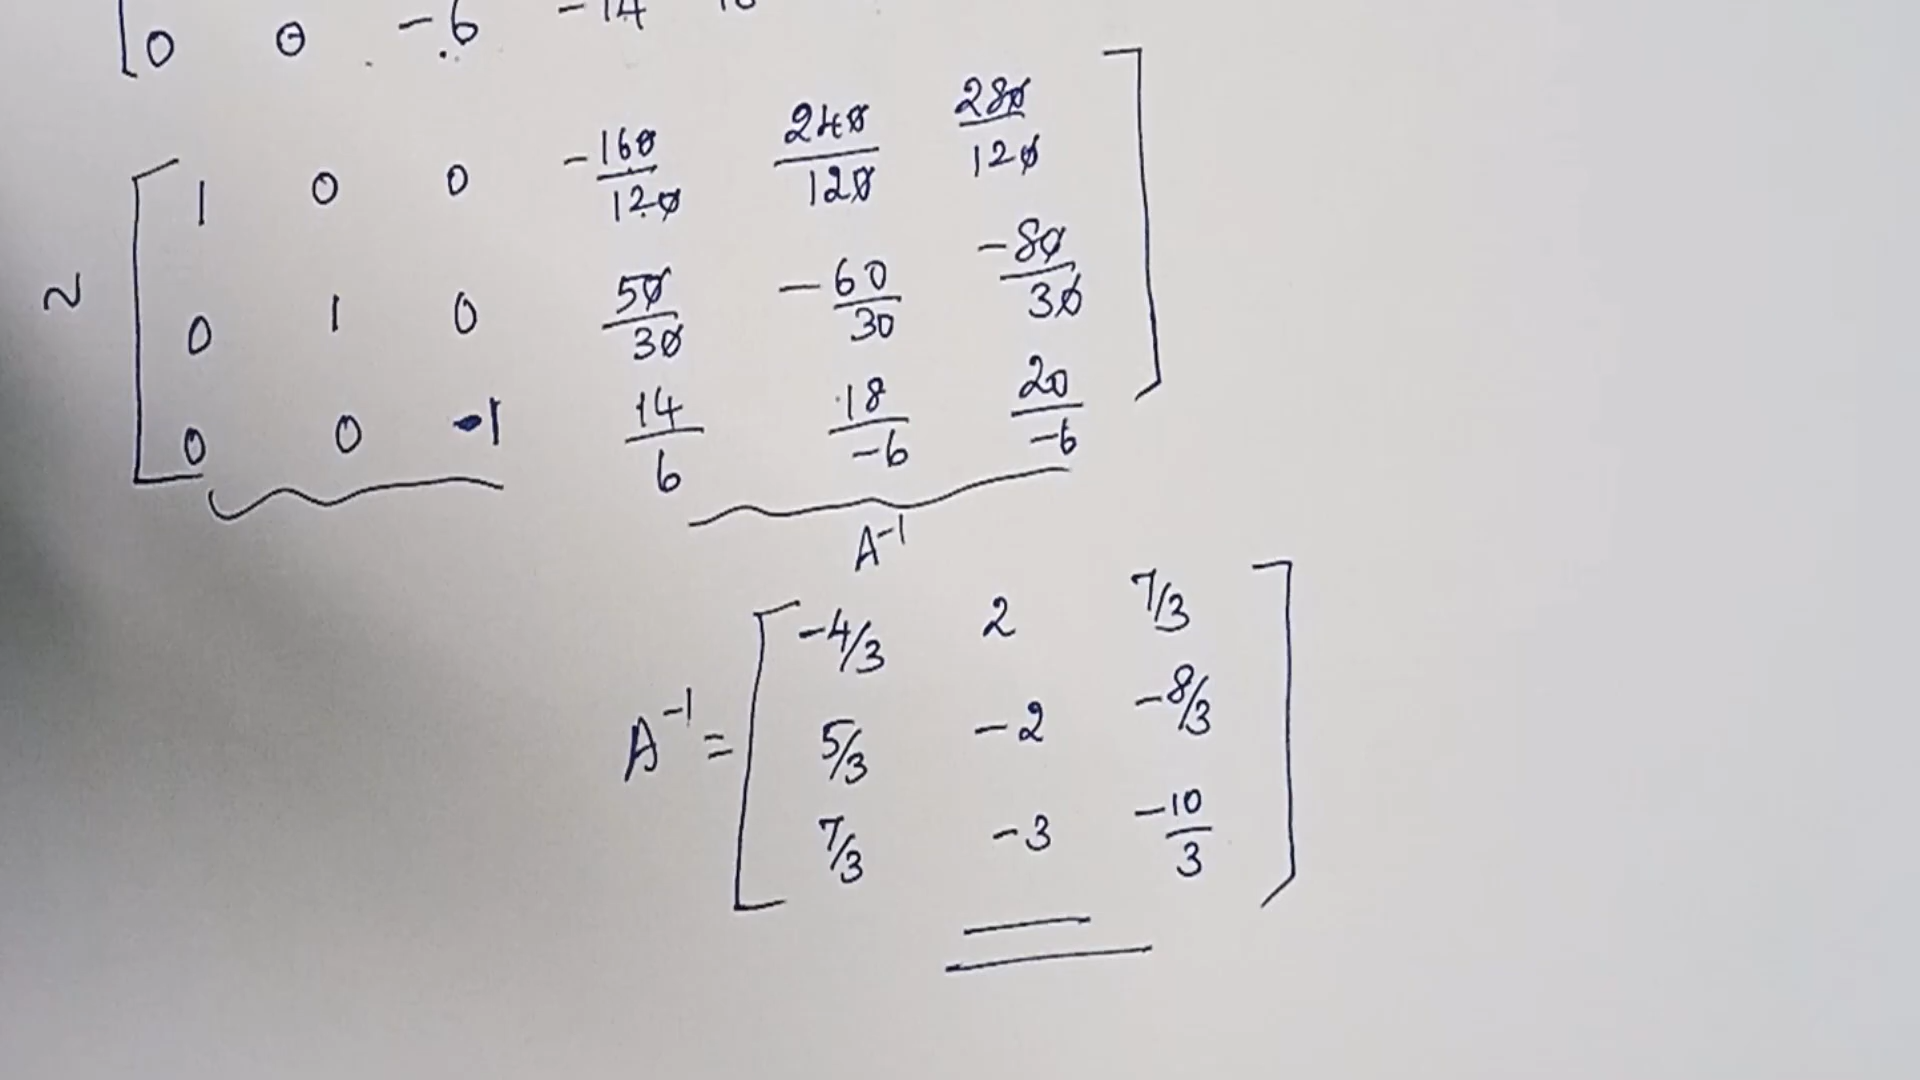 0 0 -6 -14
~ [ 1 0 0 -160/120 240/120 280/120 ]
0 1 0 50/30 -60/30 -80/30
0 0 -1 14/6 18/-6 20/-6
A⁻¹
A⁻¹ = [ -4/3 2 7/3 ]
5/3 -2 -8/3
7/3 -3 -10/3